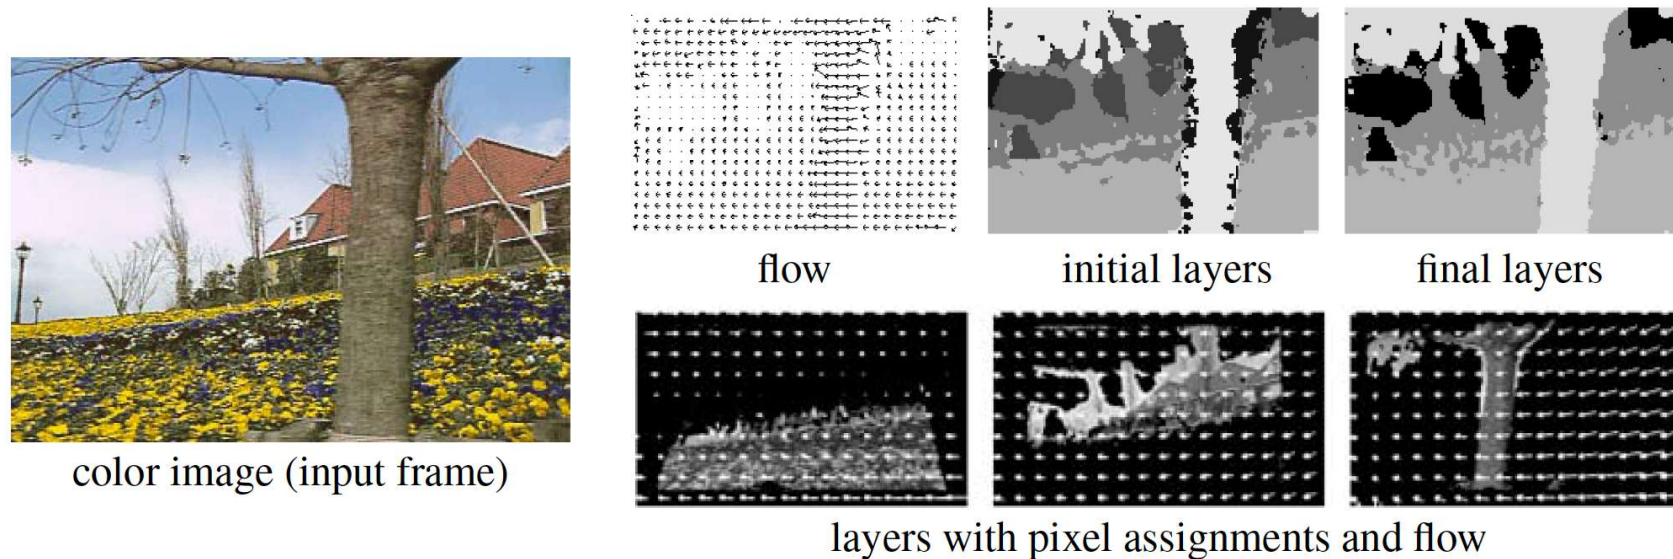 flow
initial layers
final layers
color image (input frame)
layers with pixel assignments and flow